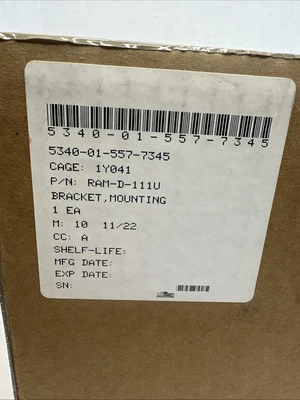 5340-01-557-7345
5340-01-557-7345
CAGE: 1Y041
P/N: RAM-D-111U
BRACKET,MOUNTING
1 EA
M: 10 11/22
CC: A
SHELF-LIFE:
MFG DATE:
EXP DATE:
SN: